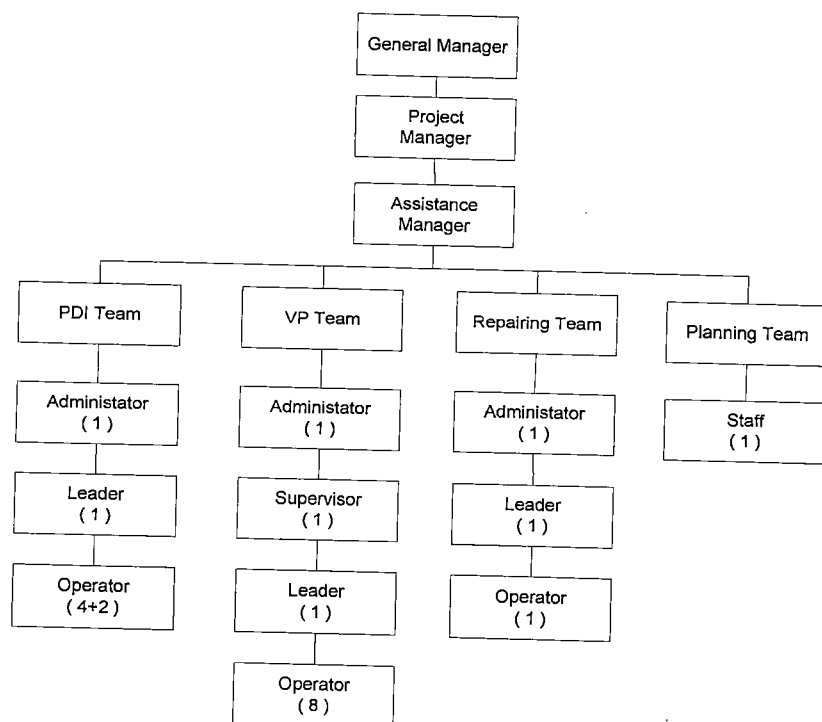 General Manager
Project
Manager
Assistance
Manager
PDI Team
VP Team
Repairing Team
Planning Team
Administator
( 1 )
Administator
( 1 )
Administator
( 1 )
Staff
( 1 )
Leader
( 1 )
Supervisor
( 1 )
Leader
( 1 )
Operator
( 4+2 )
Leader
( 1 )
Operator
( 1 )
Operator
( 8 )